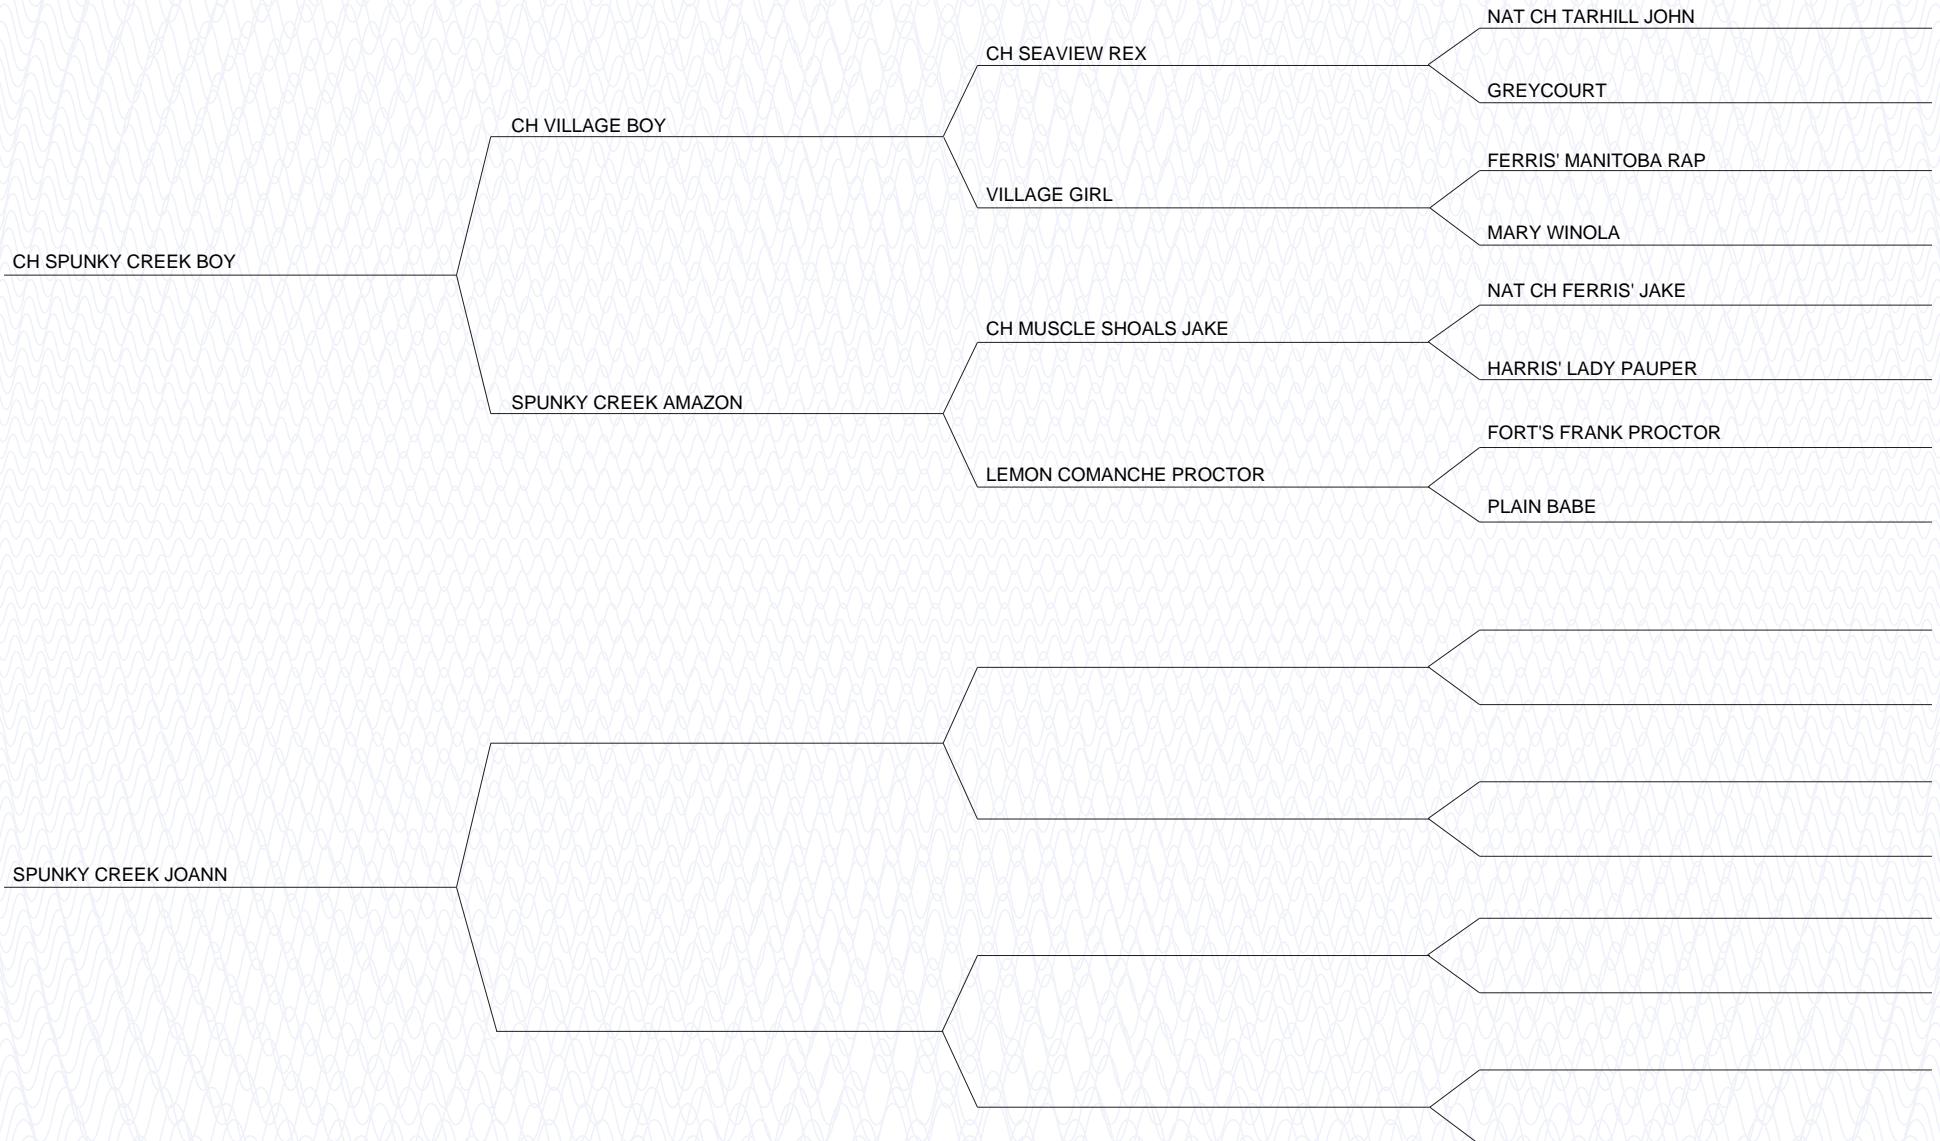 NAT CH TARHILL JOHN
CH SEAVIEW REX
GREYCOURT
CH VILLAGE BOY
FERRIS' MANITOBA RAP
VILLAGE GIRL
MARY WINOLA
CH SPUNKY CREEK BOY
NAT CH FERRIS' JAKE
CH MUSCLE SHOALS JAKE
HARRIS' LADY PAUPER
SPUNKY CREEK AMAZON
FORT'S FRANK PROCTOR
LEMON COMANCHE PROCTOR
PLAIN BABE
SPUNKY CREEK JOANN